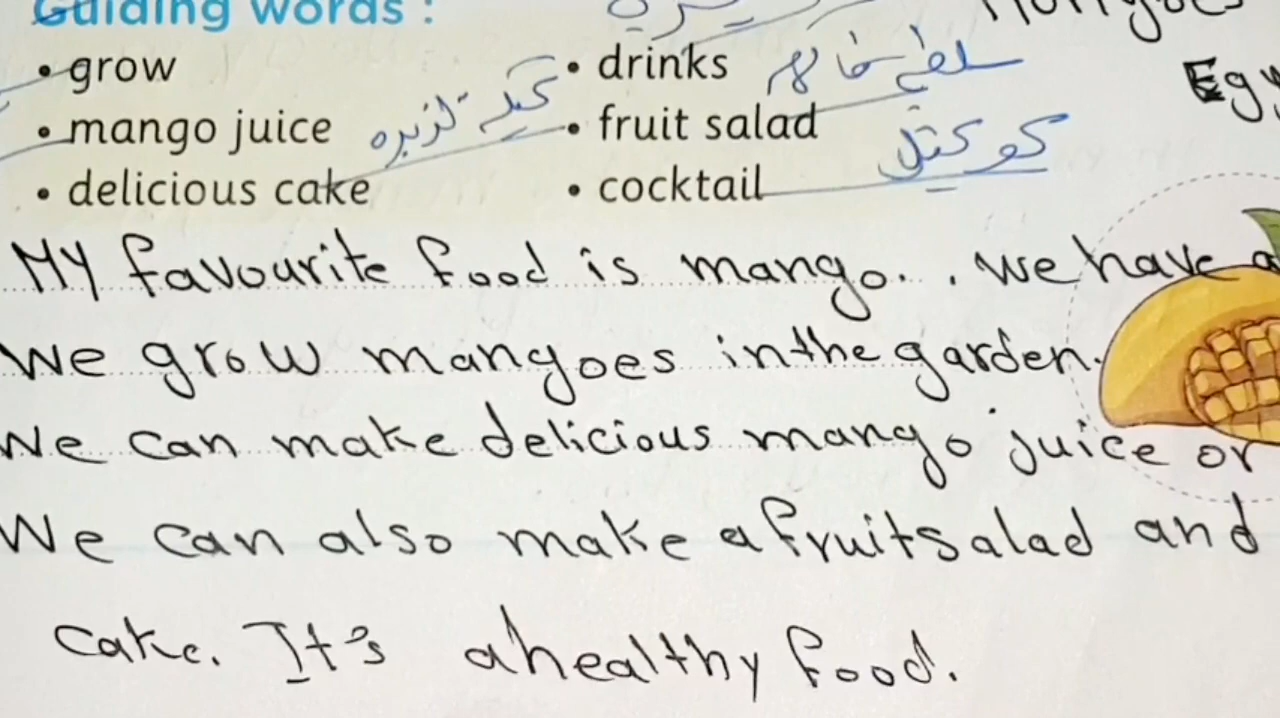 Guiding words :
• grow
• drinks
• mango juice
• fruit salad
كوكتيل
• delicious cake
• cocktail
My favourite food is mango. . We have
We grow mangoes in the garden.
We can make delicious mango juice or
We can also make a fruit salad and
cake. It's a healthy food.